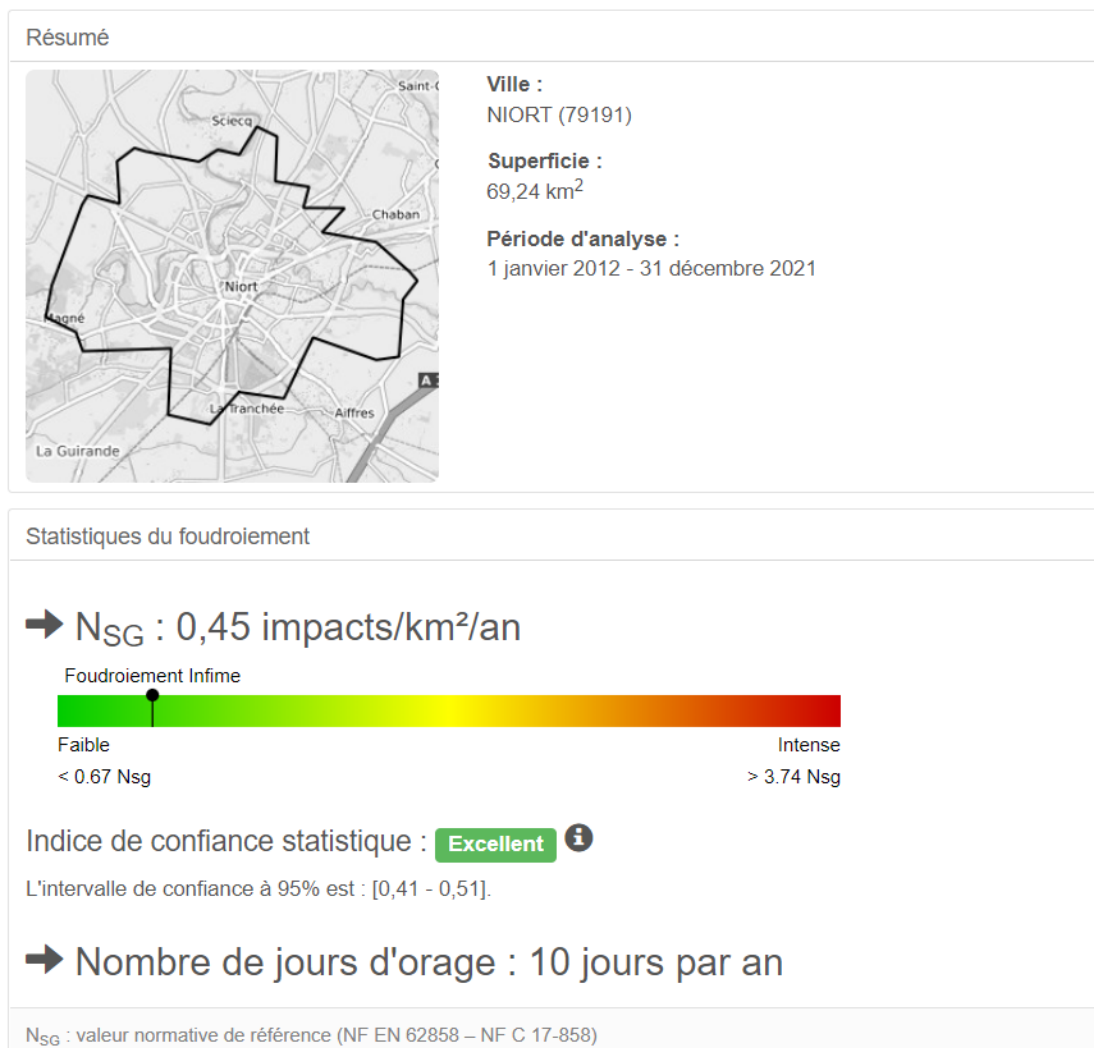 Résumé
Saint-
Sciecq
Chaban
Niort
Magné
A
La Tranchée
Aiffres
La Guirande
Ville :
NIORT (79191)
Superficie :
69,24 km²
Période d'analyse :
1 janvier 2012 - 31 décembre 2021
Statistiques du foudroiement
N_SG : 0,45 impacts/km²/an
Foudroiement Infime
Faible Intense
< 0.67 Nsg > 3.74 Nsg
Indice de confiance statistique : Excellent
L'intervalle de confiance à 95% est : [0,41 - 0,51].
Nombre de jours d'orage : 10 jours par an
N_SG : valeur normative de référence (NF EN 62858 – NF C 17-858)